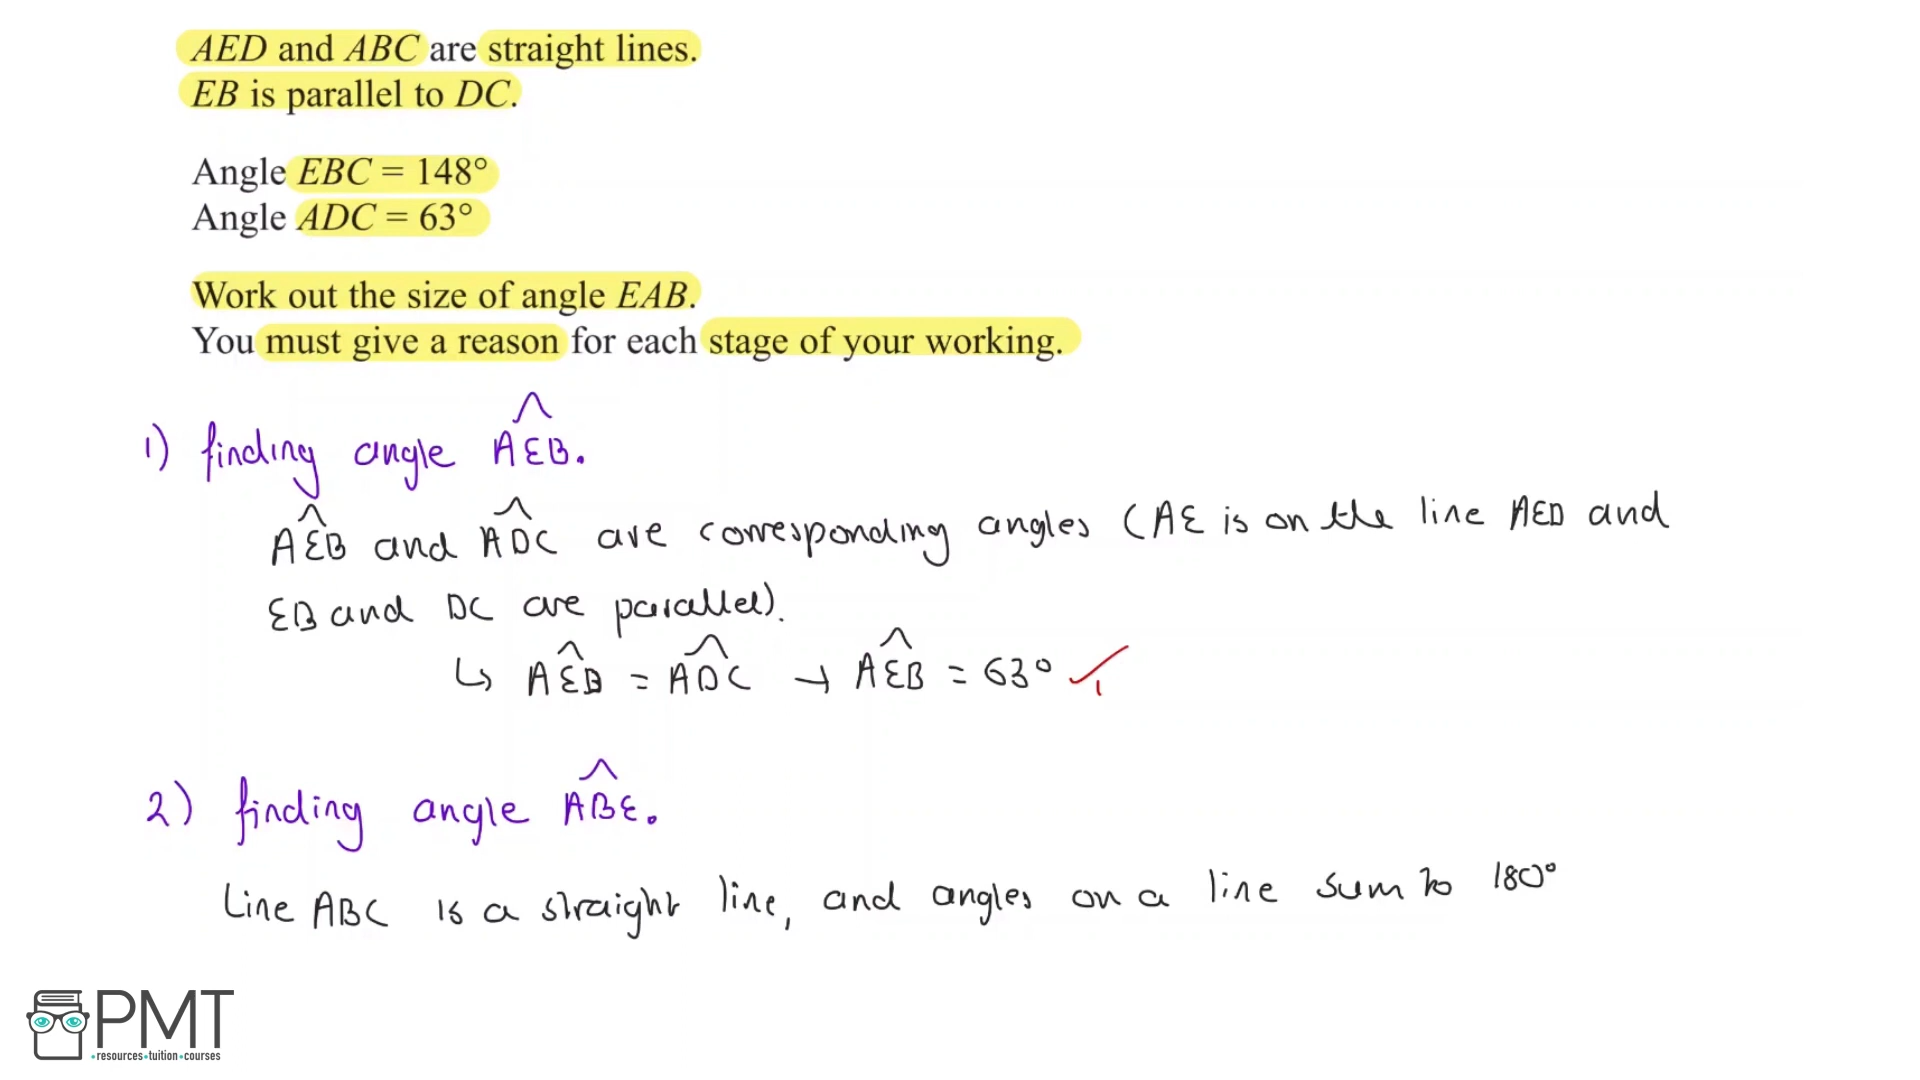 AED and ABC are straight lines.
EB is parallel to DC.
Angle EBC = 148°
Angle ADC = 63°
Work out the size of angle EAB.
You must give a reason for each stage of your working.
1) finding angle AÊB.
AÊB and AD̂C are corresponding angles (AE is on the line AED and
EB and DC are parallel).
↳ AÊB = AD̂C → AÊB = 63° ✓1
2) finding angle AB̂E.
Line ABC is a straight line, and angles on a line sum to 180°
PMT
•resources•tuition•courses